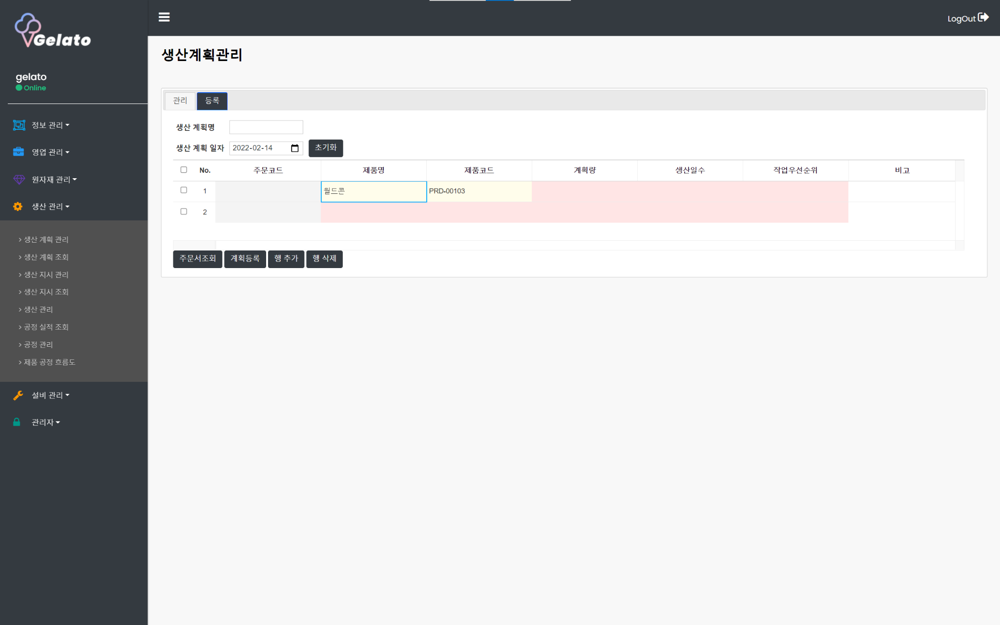 Gelato
LogOut
생산계획관리
gelato
Online
관리 등록
정보 관리
영업 관리
원자재 관리
생산 관리
> 생산 계획 관리
> 생산 계획 조회
> 생산 지시 관리
> 생산 지시 조회
> 생산 관리
> 공정 실적 조회
> 공정 관리
> 제품 공정 흐름도
설비 관리
관리자
생산 계획명
생산 계획 일자 2022-02-14 초기화
No. 주문코드 제품명 제품코드 계획량 생산일수 작업우선순위 비고
1 월드콘 PRD-00103
2
주문서조회 계획등록 행 추가 행 삭제